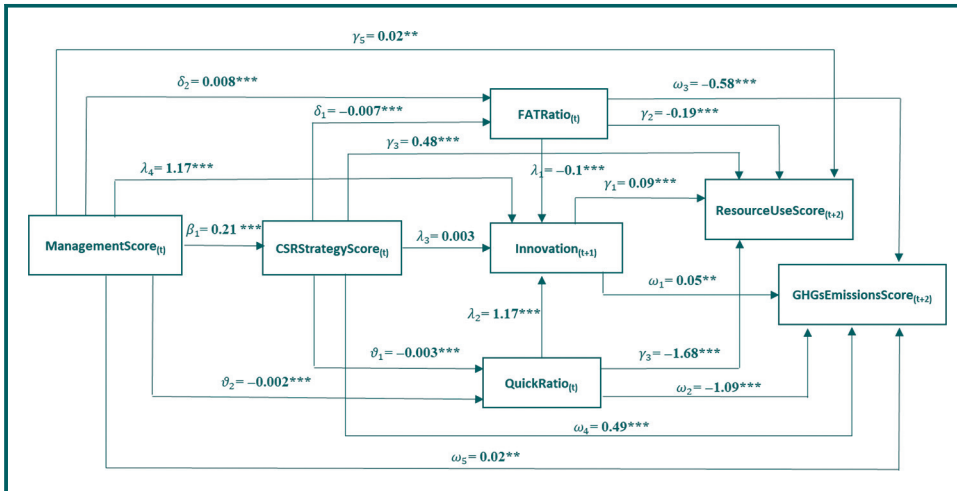 γ₅= 0.02**
δ₂= 0.008***
ω₃= –0.58***
δ₁= –0.007***
FATRatio₍ₜ₎
γ₂= -0.19***
γ₃= 0.48***
λ₄= 1.17***
λ₁= –0.1***
γ₁= 0.09***
ResourceUseScore₍ₜ₊₂₎
β₁= 0.21 ***
λ₃= 0.003
ManagementScore₍ₜ₎
CSRStrategyScore₍ₜ₎
Innovation₍ₜ₊₁₎
ω₁= 0.05**
GHGsEmissionsScore₍ₜ₊₂₎
λ₂= 1.17***
ϑ₁= –0.003***
γ₃= –1.68***
ϑ₂= –0.002***
QuickRatio₍ₜ₎
ω₂= –1.09***
ω₄= 0.49***
ω₅= 0.02**